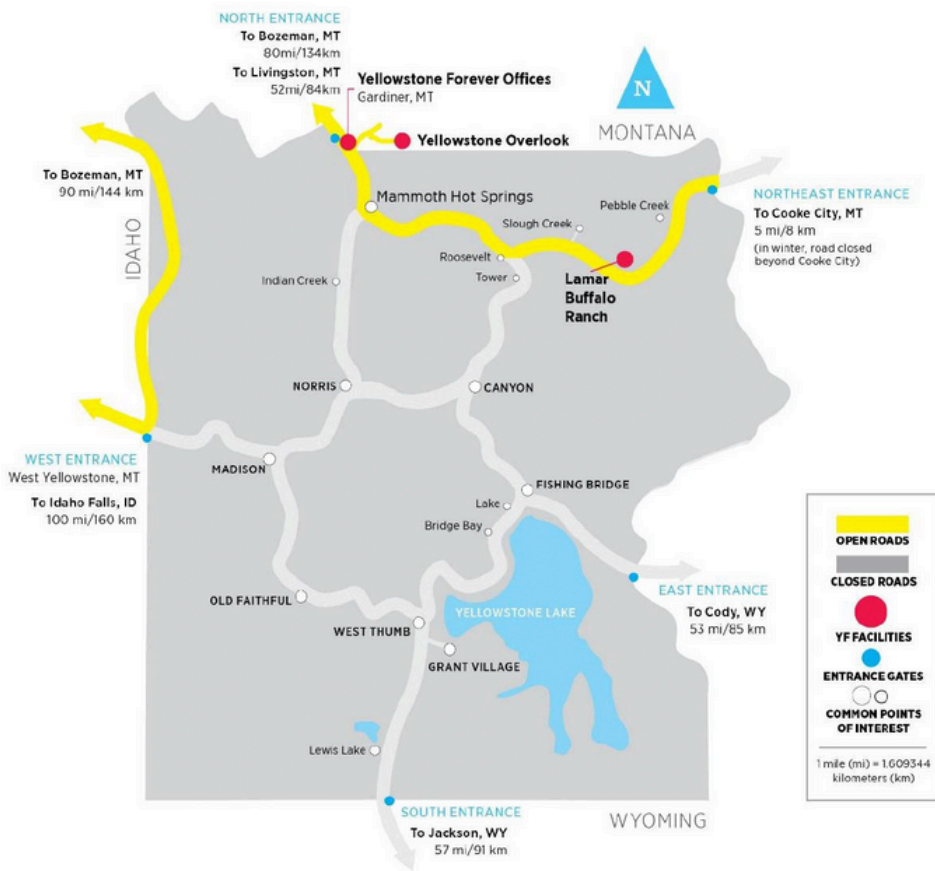 NORTH ENTRANCE
To Bozeman, MT
80mi/134km
To Livingston, MT
52mi/84km
Yellowstone Forever Offices
Gardiner, MT
Yellowstone Overlook
N
MONTANA
To Bozeman, MT
90 mi/144 km
IDAHO
Mammoth Hot Springs
Pebble Creek
Slough Creek
NORTHEAST ENTRANCE
To Cooke City, MT
5 mi/8 km
(in winter, road closed
beyond Cooke City)
Roosevelt
Tower
Indian Creek
Lamar
Buffalo
Ranch
NORRIS
CANYON
WEST ENTRANCE
West Yellowstone, MT
To Idaho Falls, ID
100 mi/160 km
MADISON
FISHING BRIDGE
Lake
Bridge Bay
OLD FAITHFUL
WEST THUMB
YELLOWSTONE LAKE
GRANT VILLAGE
EAST ENTRANCE
To Cody, WY
53 mi/85 km
Lewis Lake
SOUTH ENTRANCE
To Jackson, WY
57 mi/91 km
WYOMING
OPEN ROADS
CLOSED ROADS
YF FACILITIES
ENTRANCE GATES
COMMON POINTS
OF INTEREST
1 mile (mi) = 1.609344
kilometers (km)